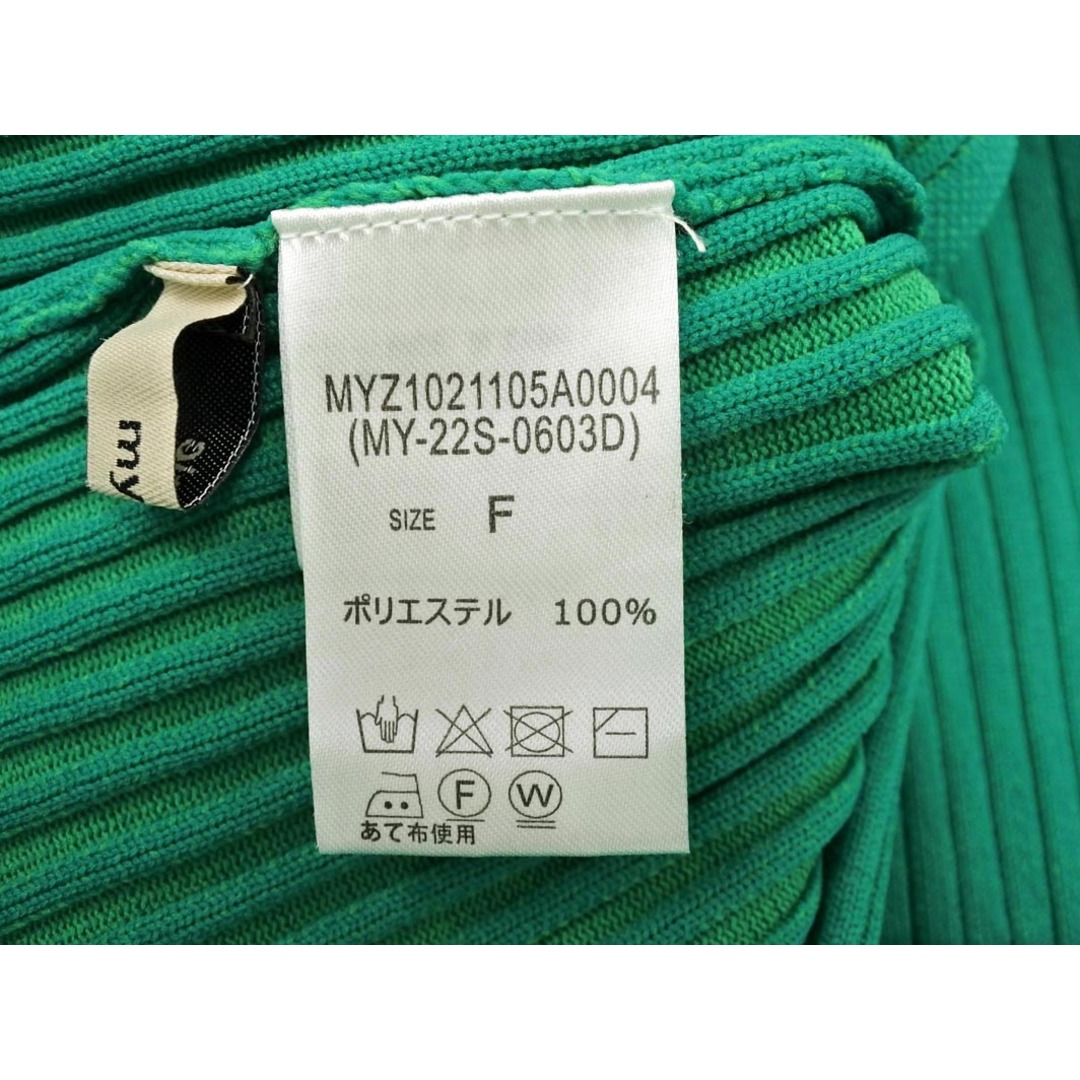 MYZ1021105A0004
(MY-22S-0603D)
SIZE F
ポリエステル 100%
F W
あて布使用
my